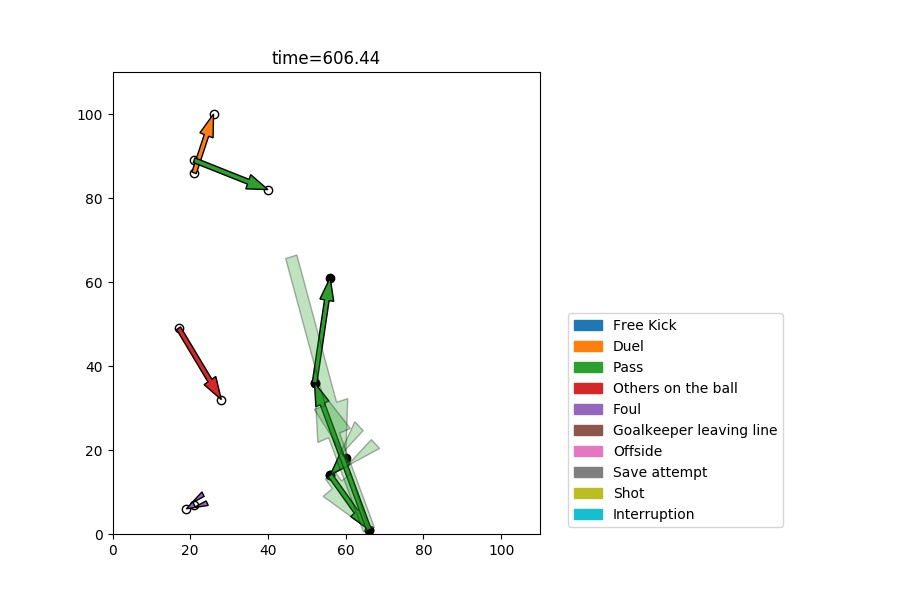 time=606.44
100
80
60
40
20
0
0 20 40 60 80 100
Free Kick
Duel
Pass
Others on the ball
Foul
Goalkeeper leaving line
Offside
Save attempt
Shot
Interruption